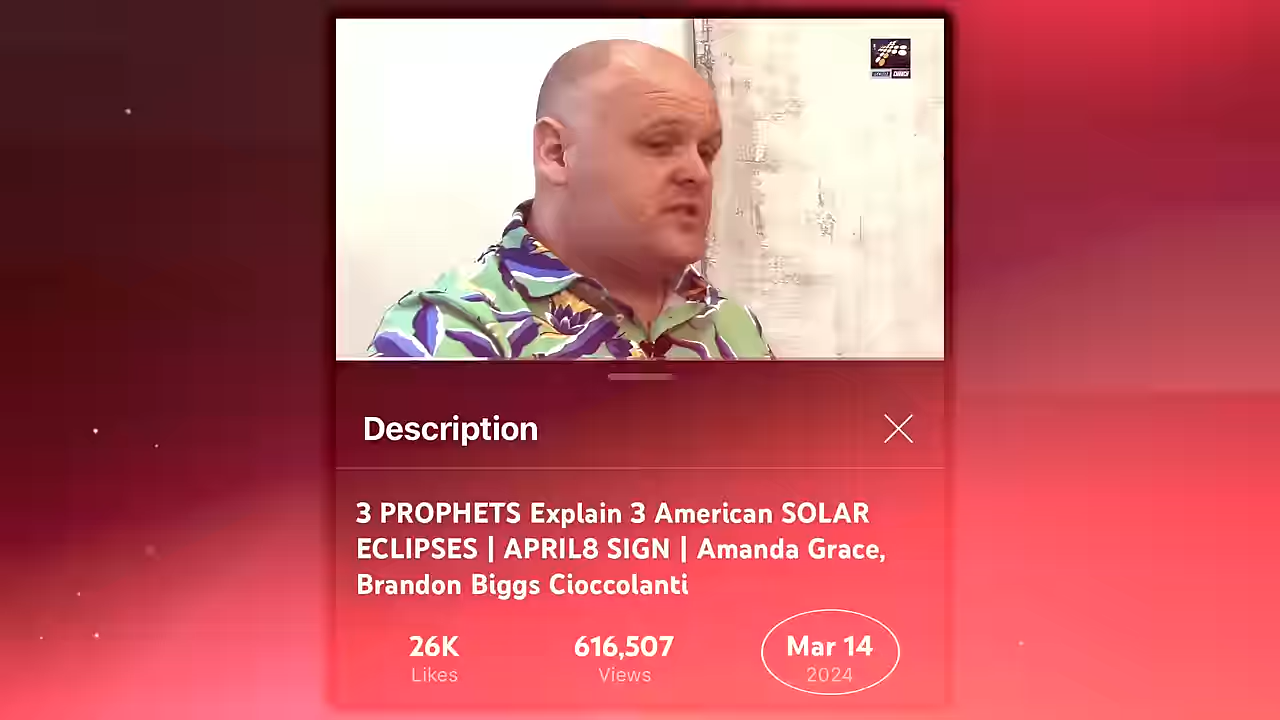 CHURCH
Description
3 PROPHETS Explain 3 American SOLAR
ECLIPSES | APRIL8 SIGN | Amanda Grace,
Brandon Biggs Cioccolanti
26K 616,507 Mar 14
Likes Views 2024